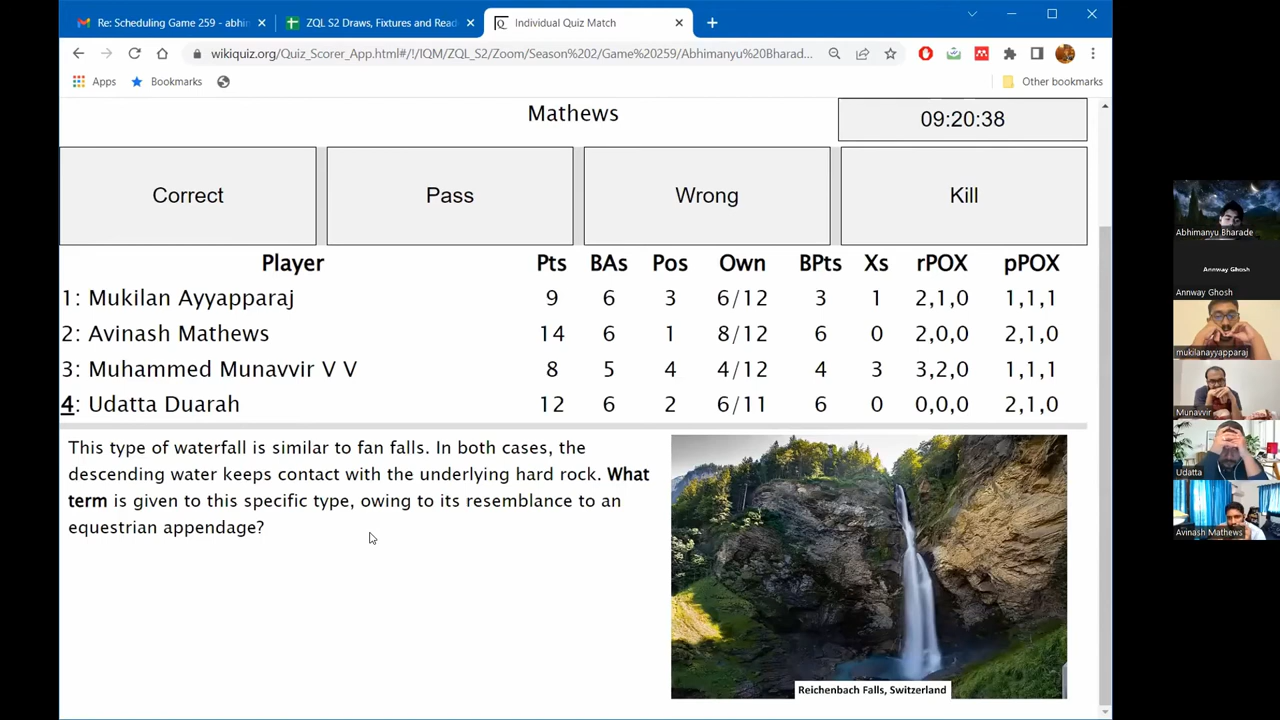 Re: Scheduling Game 259 - abhin
ZQL S2 Draws, Fixtures and Read
Individual Quiz Match
wikiquiz.org/Quiz_Scorer_App.html#/!/IQM/ZQL_S2/Zoom/Season%202/Game%20259/Abhimanyu%20Bharad...
Apps
Bookmarks
Other bookmarks
Mathews
09:20:38
Correct
Pass
Wrong
Kill
Player Pts BAs Pos Own BPts Xs rPOX pPOX
1: Mukilan Ayyapparaj 9 6 3 6/12 3 1 2,1,0 1,1,1
2: Avinash Mathews 14 6 1 8/12 6 0 2,0,0 2,1,0
3: Muhammed Munavvir V V 8 5 4 4/12 4 3 3,2,0 1,1,1
4: Udatta Duarah 12 6 2 6/11 6 0 0,0,0 2,1,0
This type of waterfall is similar to fan falls. In both cases, the
descending water keeps contact with the underlying hard rock. What
term is given to this specific type, owing to its resemblance to an
equestrian appendage?
Reichenbach Falls, Switzerland
Abhimanyu Bharade
Annway Ghosh
Annway Ghosh
mukilanayyapparaj
Munavvir
Udatta
Avinash Mathews